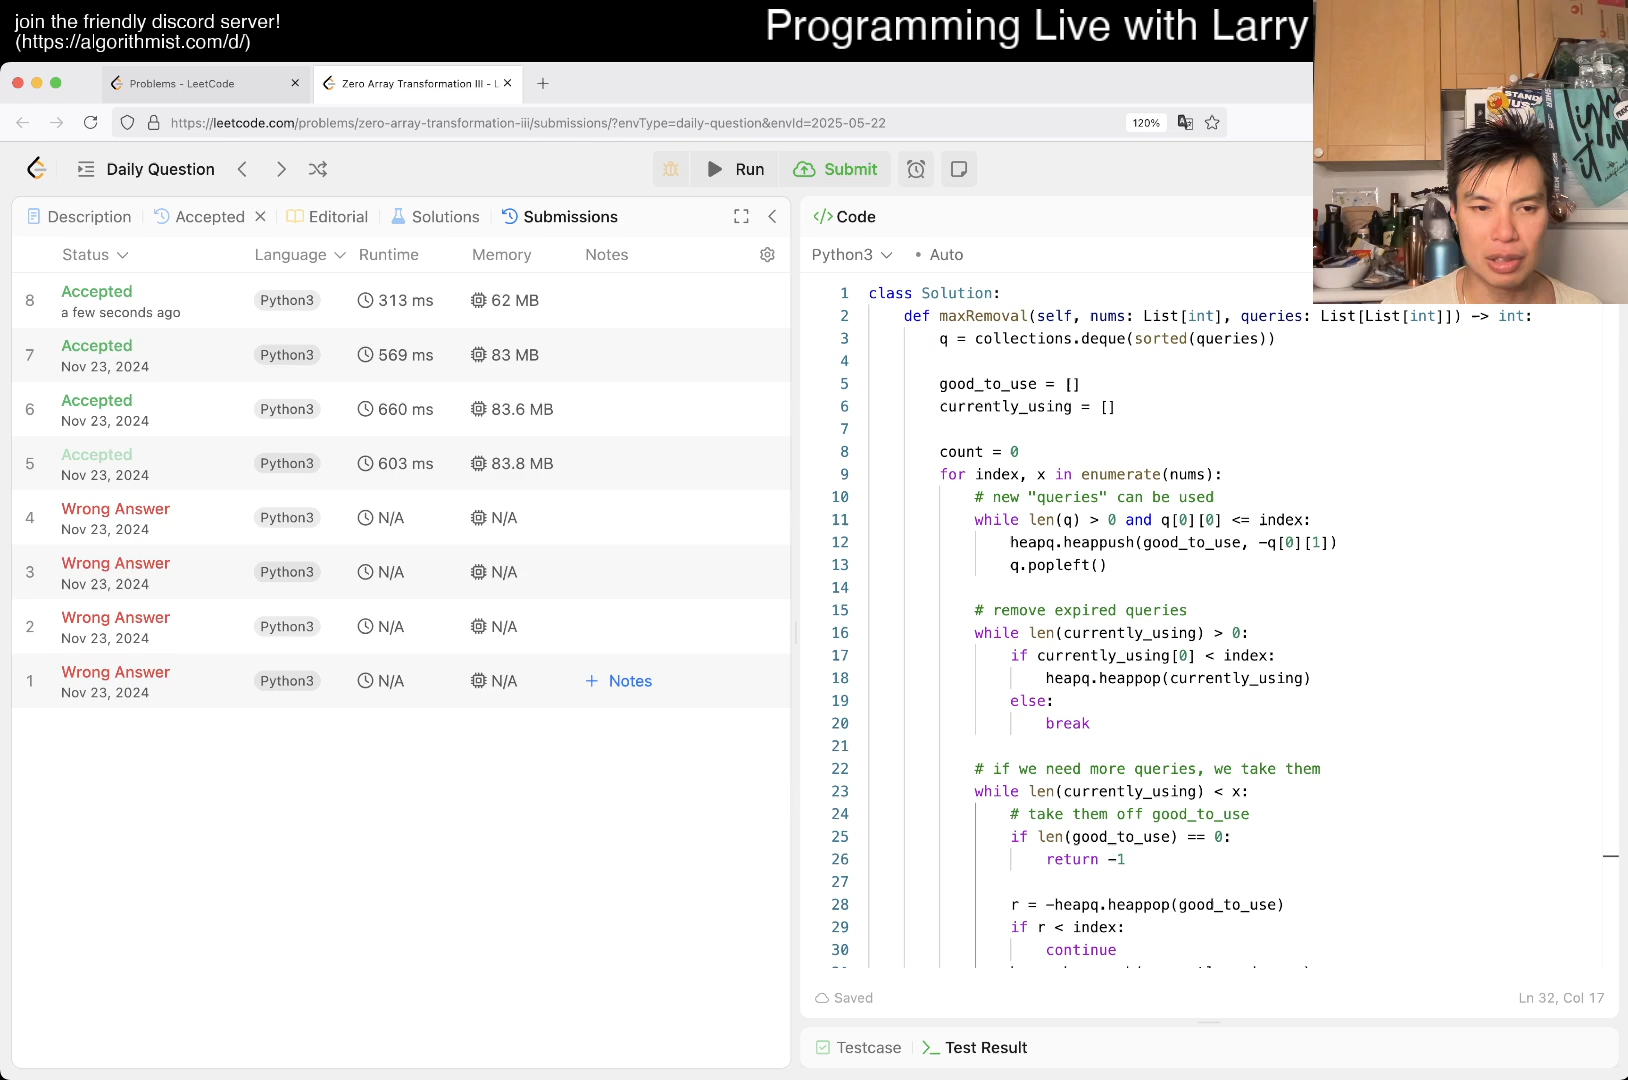 join the friendly discord server!
(https://algorithmist.com/d/)
Programming Live with Larry
Problems - LeetCode
Zero Array Transformation III - L
https://leetcode.com/problems/zero-array-transformation-iii/submissions/?envType=daily-question&envId=2025-05-22
120%
Daily Question
Run
Submit
Description
Accepted
Editorial
Solutions
Submissions
Status
Language
Runtime
Memory
Notes
8
Accepted
a few seconds ago
Python3
313 ms
62 MB
7
Accepted
Nov 23, 2024
Python3
569 ms
83 MB
6
Accepted
Nov 23, 2024
Python3
660 ms
83.6 MB
5
Accepted
Nov 23, 2024
Python3
603 ms
83.8 MB
4
Wrong Answer
Nov 23, 2024
Python3
N/A
N/A
3
Wrong Answer
Nov 23, 2024
Python3
N/A
N/A
2
Wrong Answer
Nov 23, 2024
Python3
N/A
N/A
1
Wrong Answer
Nov 23, 2024
Python3
N/A
N/A
+ Notes
</> Code
Python3
• Auto
1 class Solution:
2 def maxRemoval(self, nums: List[int], queries: List[List[int]]) -> int:
3 q = collections.deque(sorted(queries))
4
5 good_to_use = []
6 currently_using = []
7
8 count = 0
9 for index, x in enumerate(nums):
10 # new "queries" can be used
11 while len(q) > 0 and q[0][0] <= index:
12 heapq.heappush(good_to_use, -q[0][1])
13 q.popleft()
14
15 # remove expired queries
16 while len(currently_using) > 0:
17 if currently_using[0] < index:
18 heapq.heappop(currently_using)
19 else:
20 break
21
22 # if we need more queries, we take them
23 while len(currently_using) < x:
24 # take them off good_to_use
25 if len(good_to_use) == 0:
26 return -1
27
28 r = -heapq.heappop(good_to_use)
29 if r < index:
30 continue
Saved
Ln 32, Col 17
Testcase
Test Result
STAND
US
light
it up